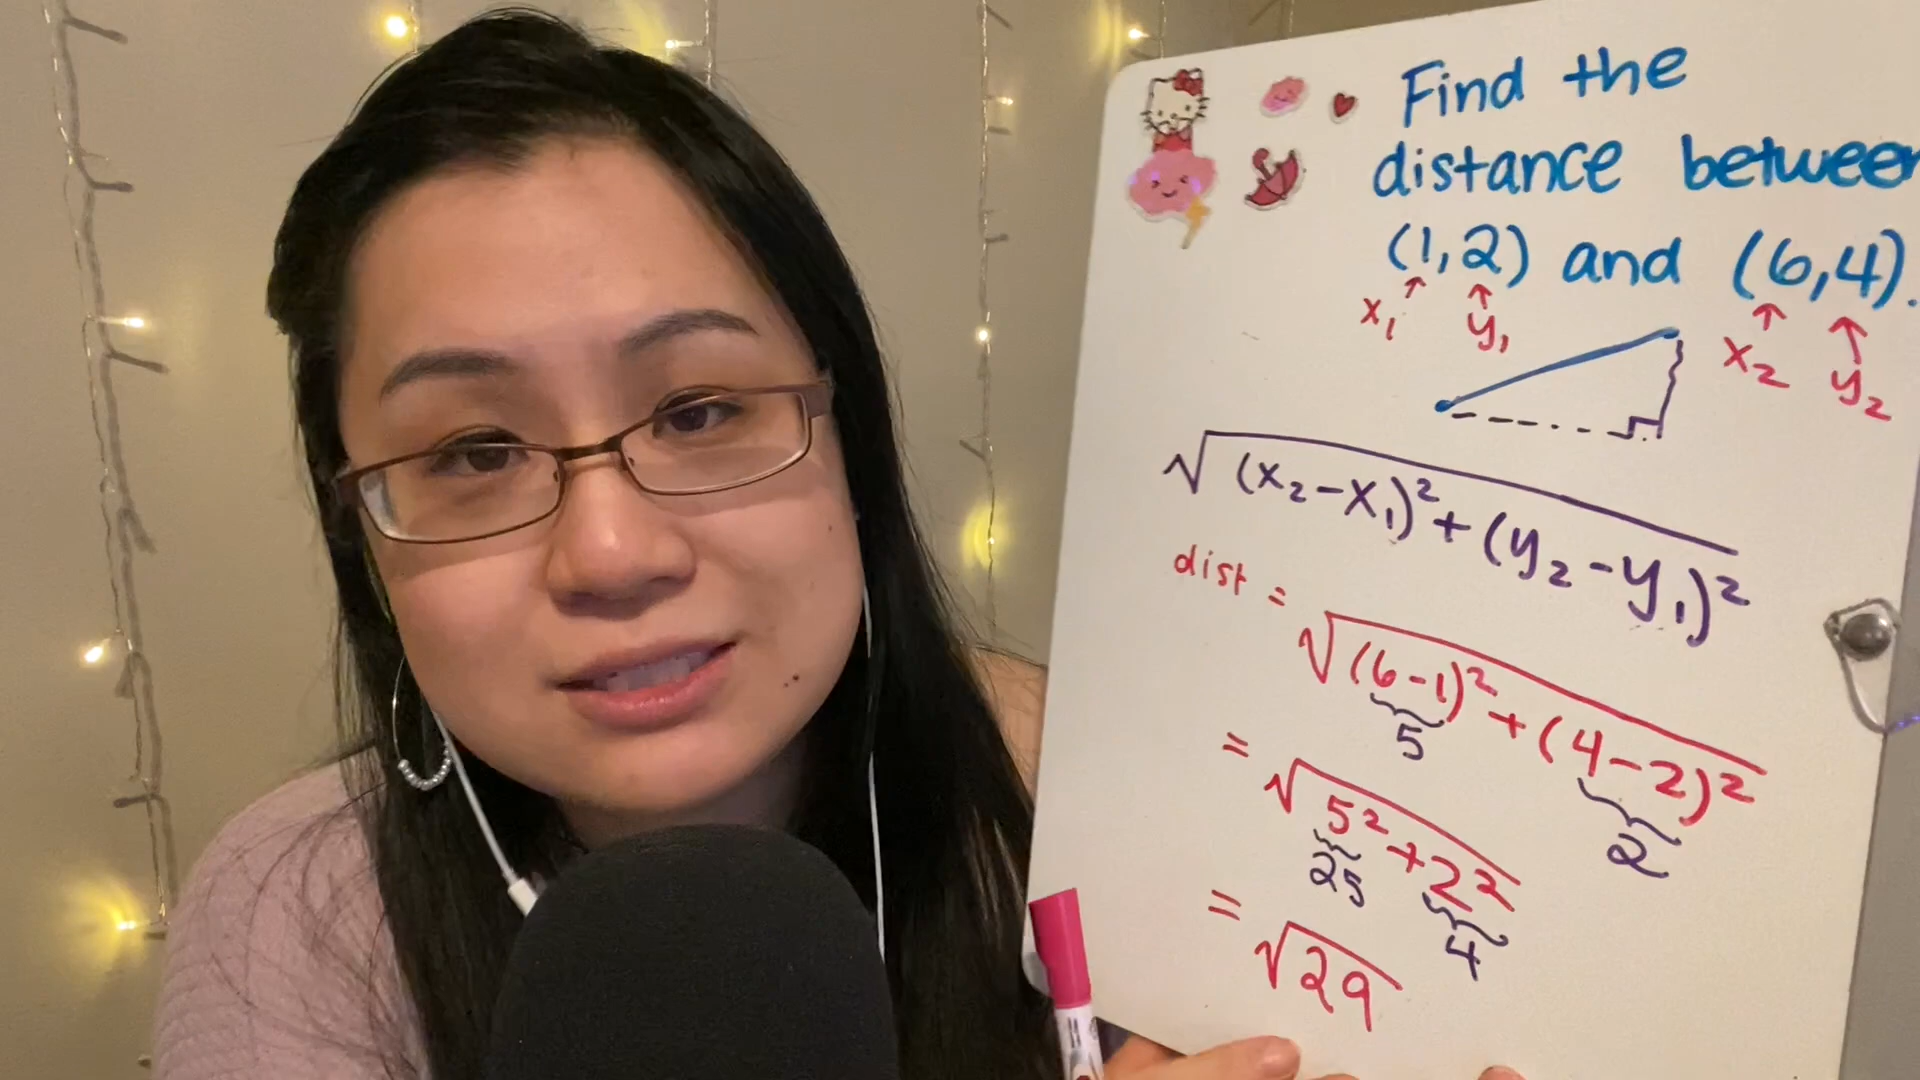 Find the
distance between
(1,2) and (6,4).
x₁ y₁ x₂ y₂
√(x₂-x₁)²+(y₂-y₁)²
dist = √(6-1)²+(4-2)²
5 2
= √5²+2²
25 4
= √29